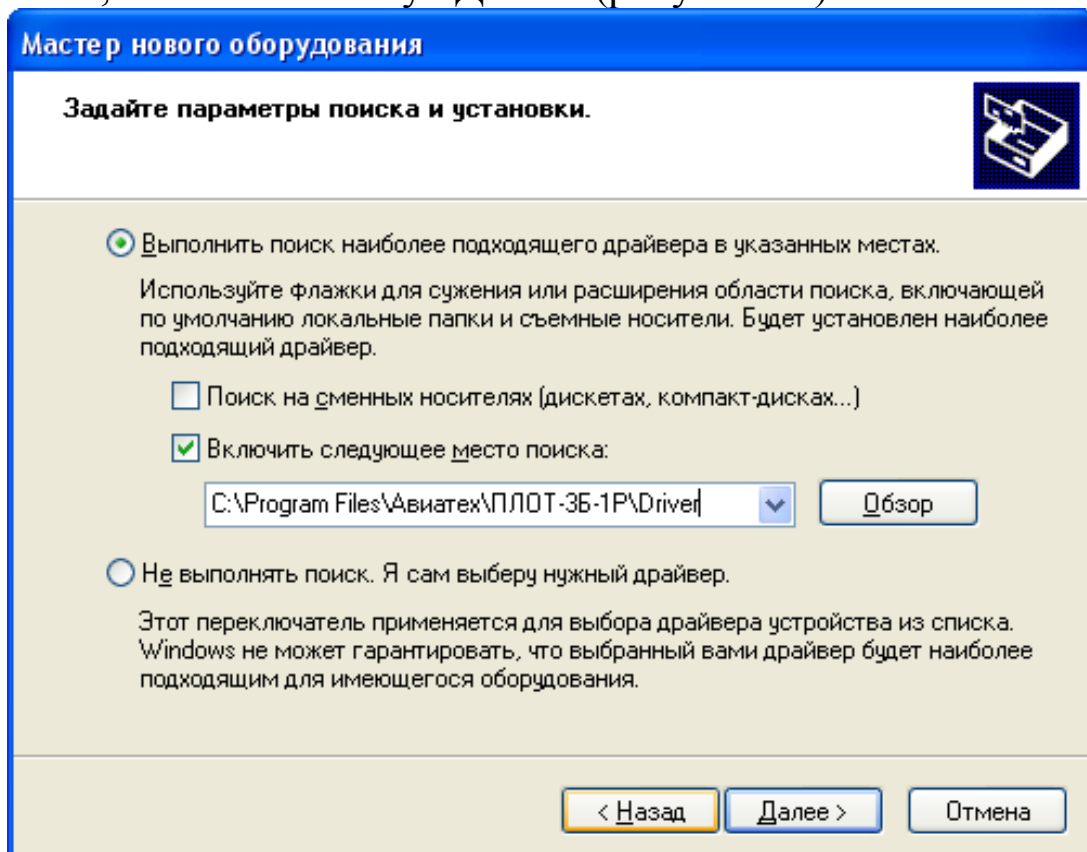 Мастер нового оборудования
Задайте параметры поиска и установки.
Выполнить поиск наиболее подходящего драйвера в указанных местах.
Используйте флажки для сужения или расширения области поиска, включающей
по умолчанию локальные папки и съемные носители. Будет установлен наиболее
подходящий драйвер.
Поиск на сменных носителях (дискетах, компакт-дисках...)
Включить следующее место поиска:
C:\Program Files\Авиатех\ПЛОТ-3Б-1Р\Driver
Обзор
Не выполнять поиск. Я сам выберу нужный драйвер.
Этот переключатель применяется для выбора драйвера устройства из списка.
Windows не может гарантировать, что выбранный вами драйвер будет наиболее
подходящим для имеющегося оборудования.
< Назад
Далее >
Отмена